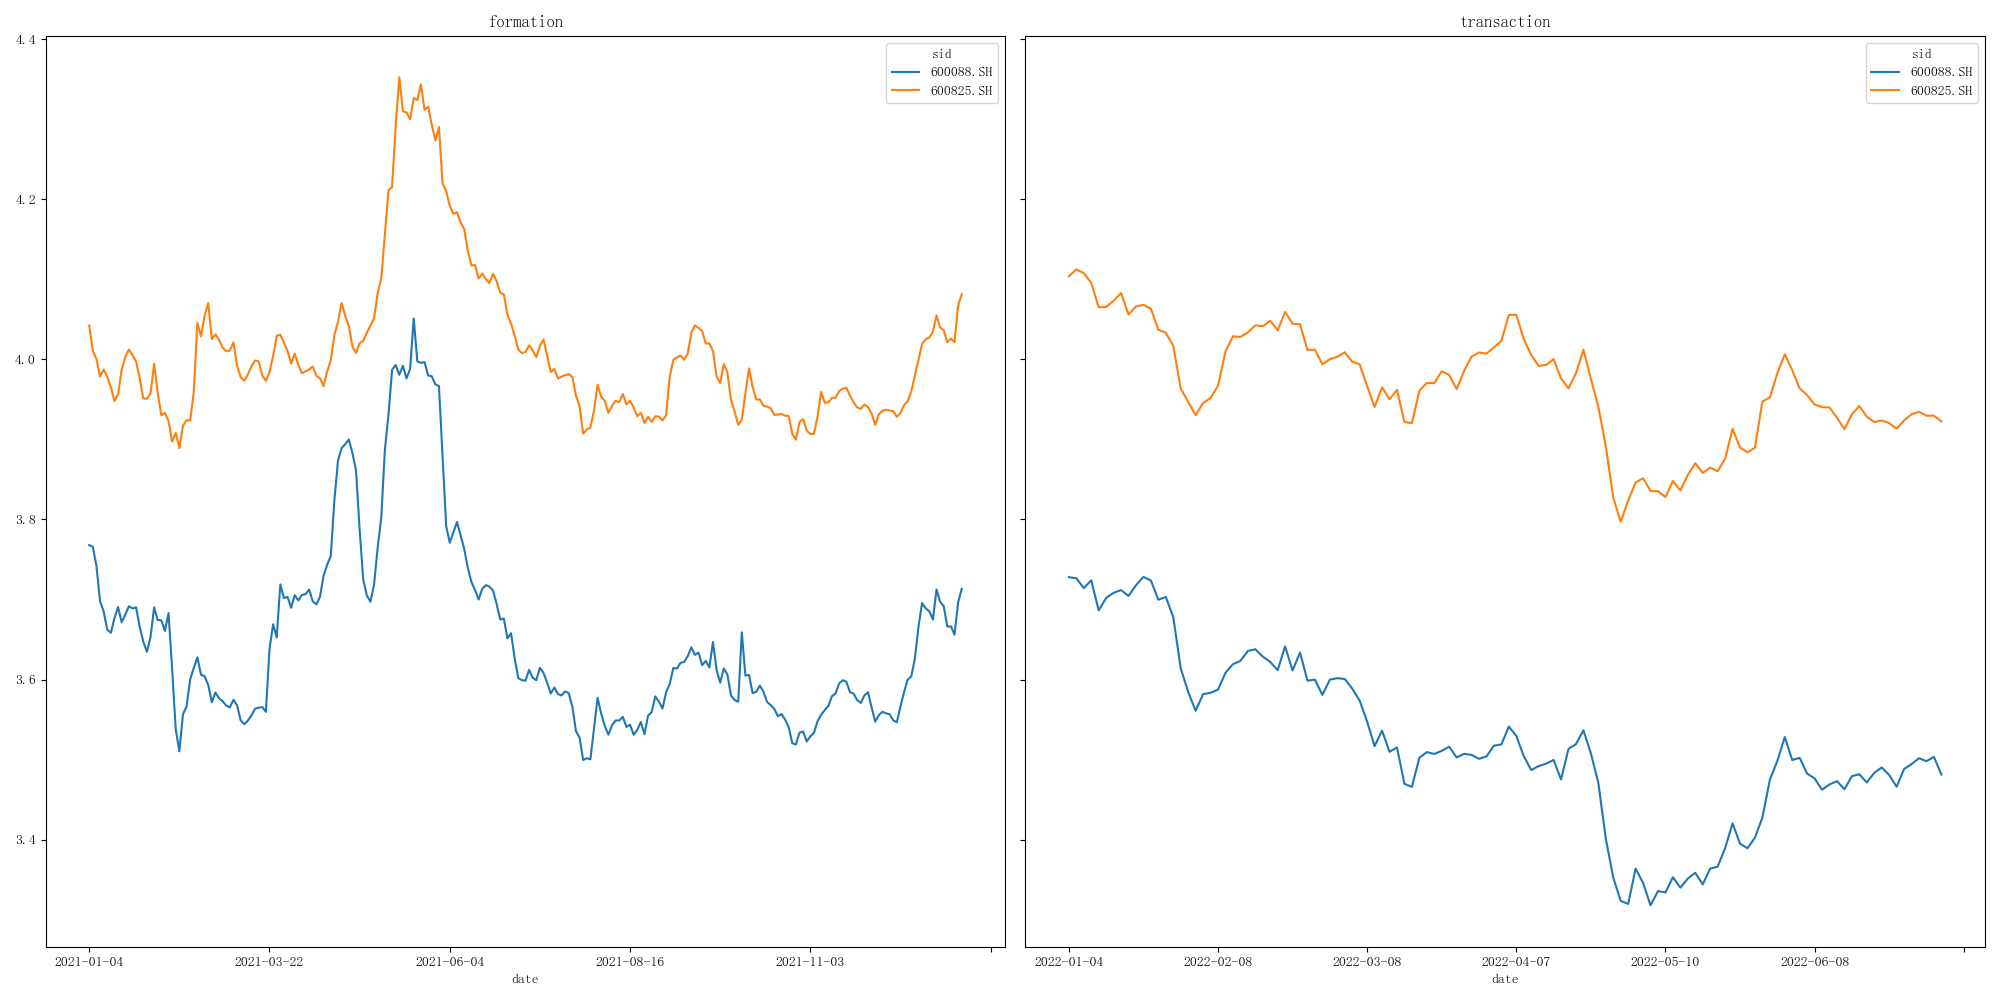 formation
4.4
4.2
4.0
3.8
3.6
3.4
sid
600088.SH
600825.SH
2021-01-04
2021-03-22
2021-06-04
2021-08-16
2021-11-03
date
transaction
sid
600088.SH
600825.SH
2022-01-04
2022-02-08
2022-03-08
2022-04-07
2022-05-10
2022-06-08
date